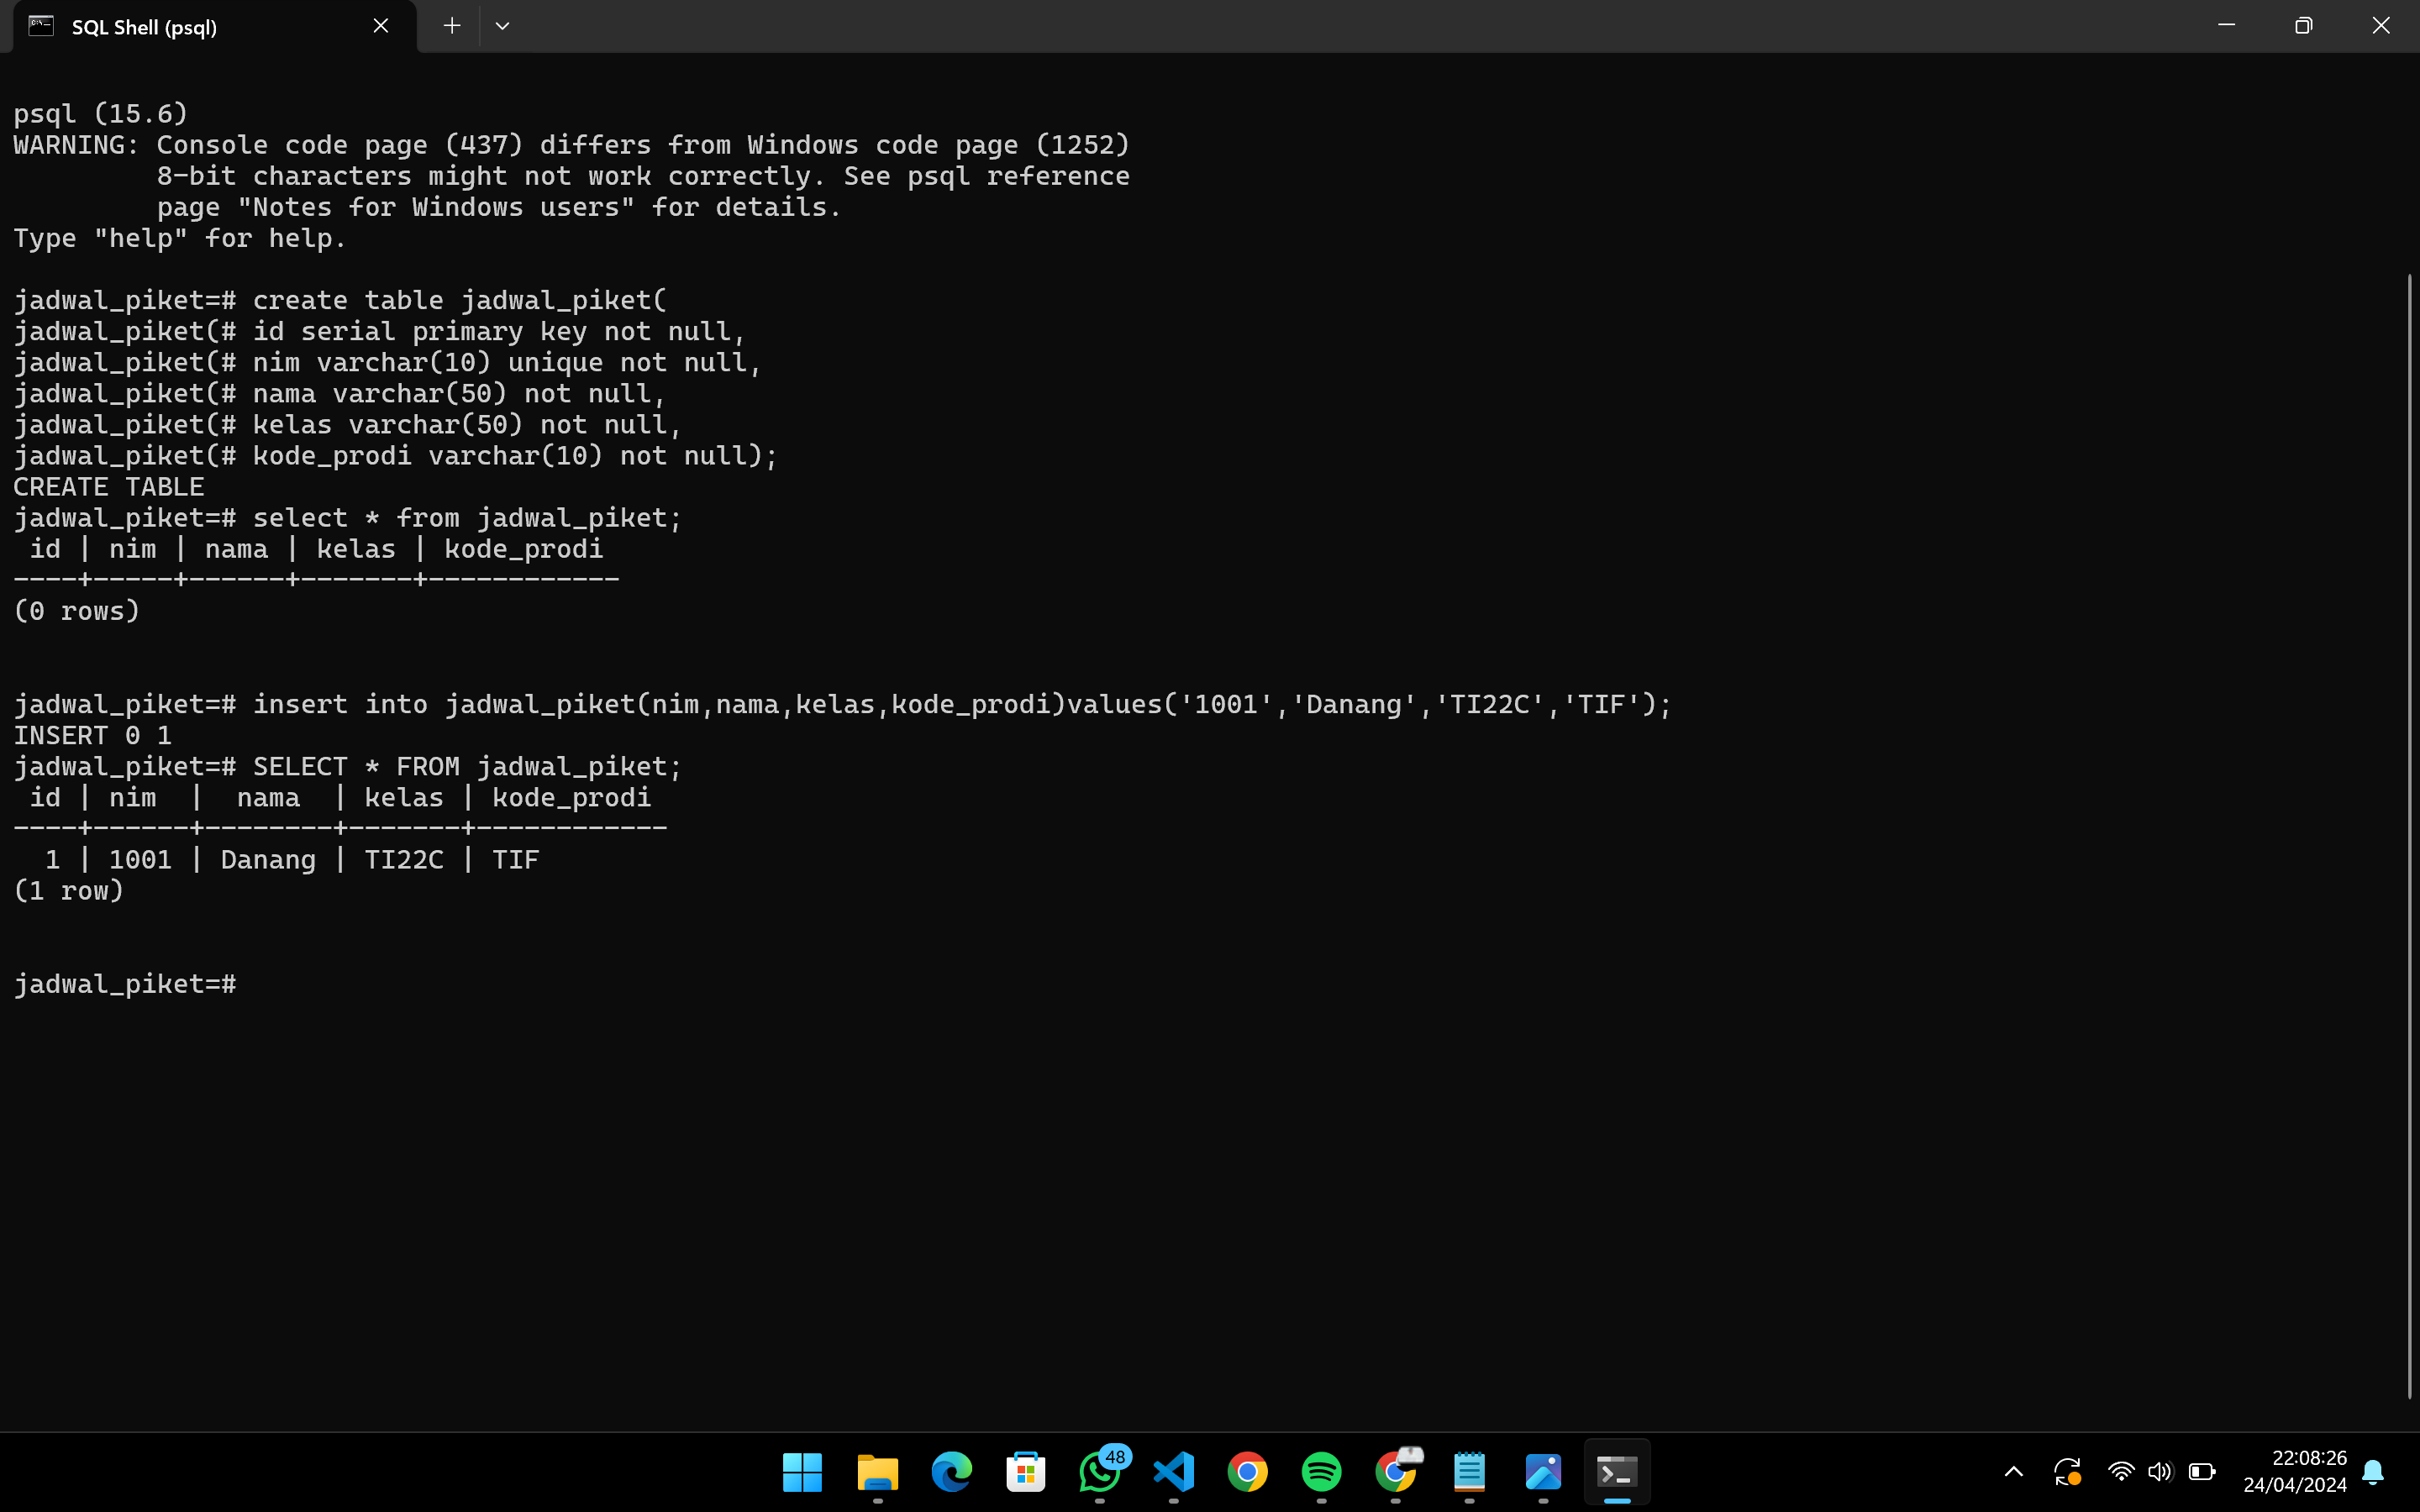 SQL Shell (psql)
psql (15.6)
WARNING: Console code page (437) differs from Windows code page (1252)
         8-bit characters might not work correctly. See psql reference
         page "Notes for Windows users" for details.
Type "help" for help.
jadwal_piket=# create table jadwal_piket(
jadwal_piket(# id serial primary key not null,
jadwal_piket(# nim varchar(10) unique not null,
jadwal_piket(# nama varchar(50) not null,
jadwal_piket(# kelas varchar(50) not null,
jadwal_piket(# kode_prodi varchar(10) not null);
CREATE TABLE
jadwal_piket=# select * from jadwal_piket;
 id | nim | nama | kelas | kode_prodi
----+-----+------+-------+------------
(0 rows)
jadwal_piket=# insert into jadwal_piket(nim,nama,kelas,kode_prodi)values('1001','Danang','TI22C','TIF');
INSERT 0 1
jadwal_piket=# SELECT * FROM jadwal_piket;
 id | nim  |  nama  | kelas | kode_prodi
----+------+--------+-------+------------
  1 | 1001 | Danang | TI22C | TIF
(1 row)
jadwal_piket=#
48
22:08:26
24/04/2024